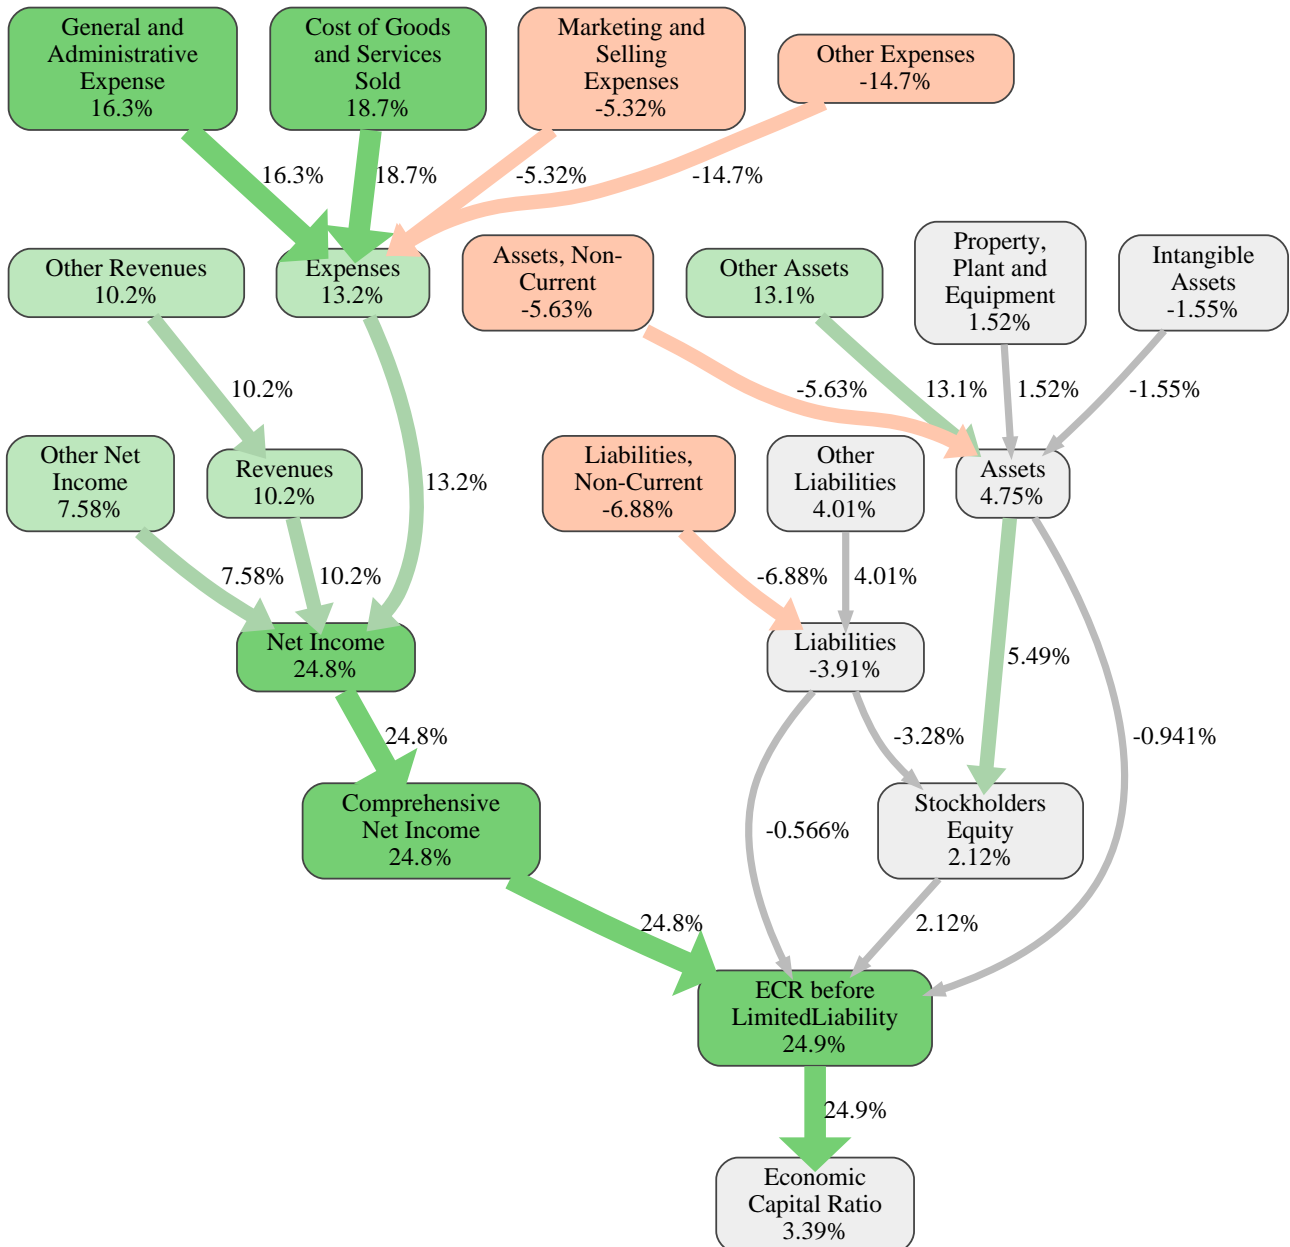 General and
Administrative
Expense
16.3%
Cost of Goods
and Services
Sold
18.7%
Marketing and
Selling
Expenses
-5.32%
Other Expenses
-14.7%
16.3%
18.7%
-5.32%
-14.7%
Other Revenues
10.2%
Expenses
13.2%
Assets, Non-
Current
-5.63%
Other Assets
13.1%
Property,
Plant and
Equipment
1.52%
Intangible
Assets
-1.55%
10.2%
-5.63%
13.1%
1.52%
-1.55%
Other Net
Income
7.58%
Revenues
10.2%
13.2%
Liabilities,
Non-Current
-6.88%
Other
Liabilities
4.01%
Assets
4.75%
7.58%
10.2%
-6.88%
4.01%
Net Income
24.8%
Liabilities
-3.91%
5.49%
24.8%
-3.28%
-0.941%
Comprehensive
Net Income
24.8%
-0.566%
Stockholders
Equity
2.12%
24.8%
2.12%
ECR before
LimitedLiability
24.9%
24.9%
Economic
Capital Ratio
3.39%